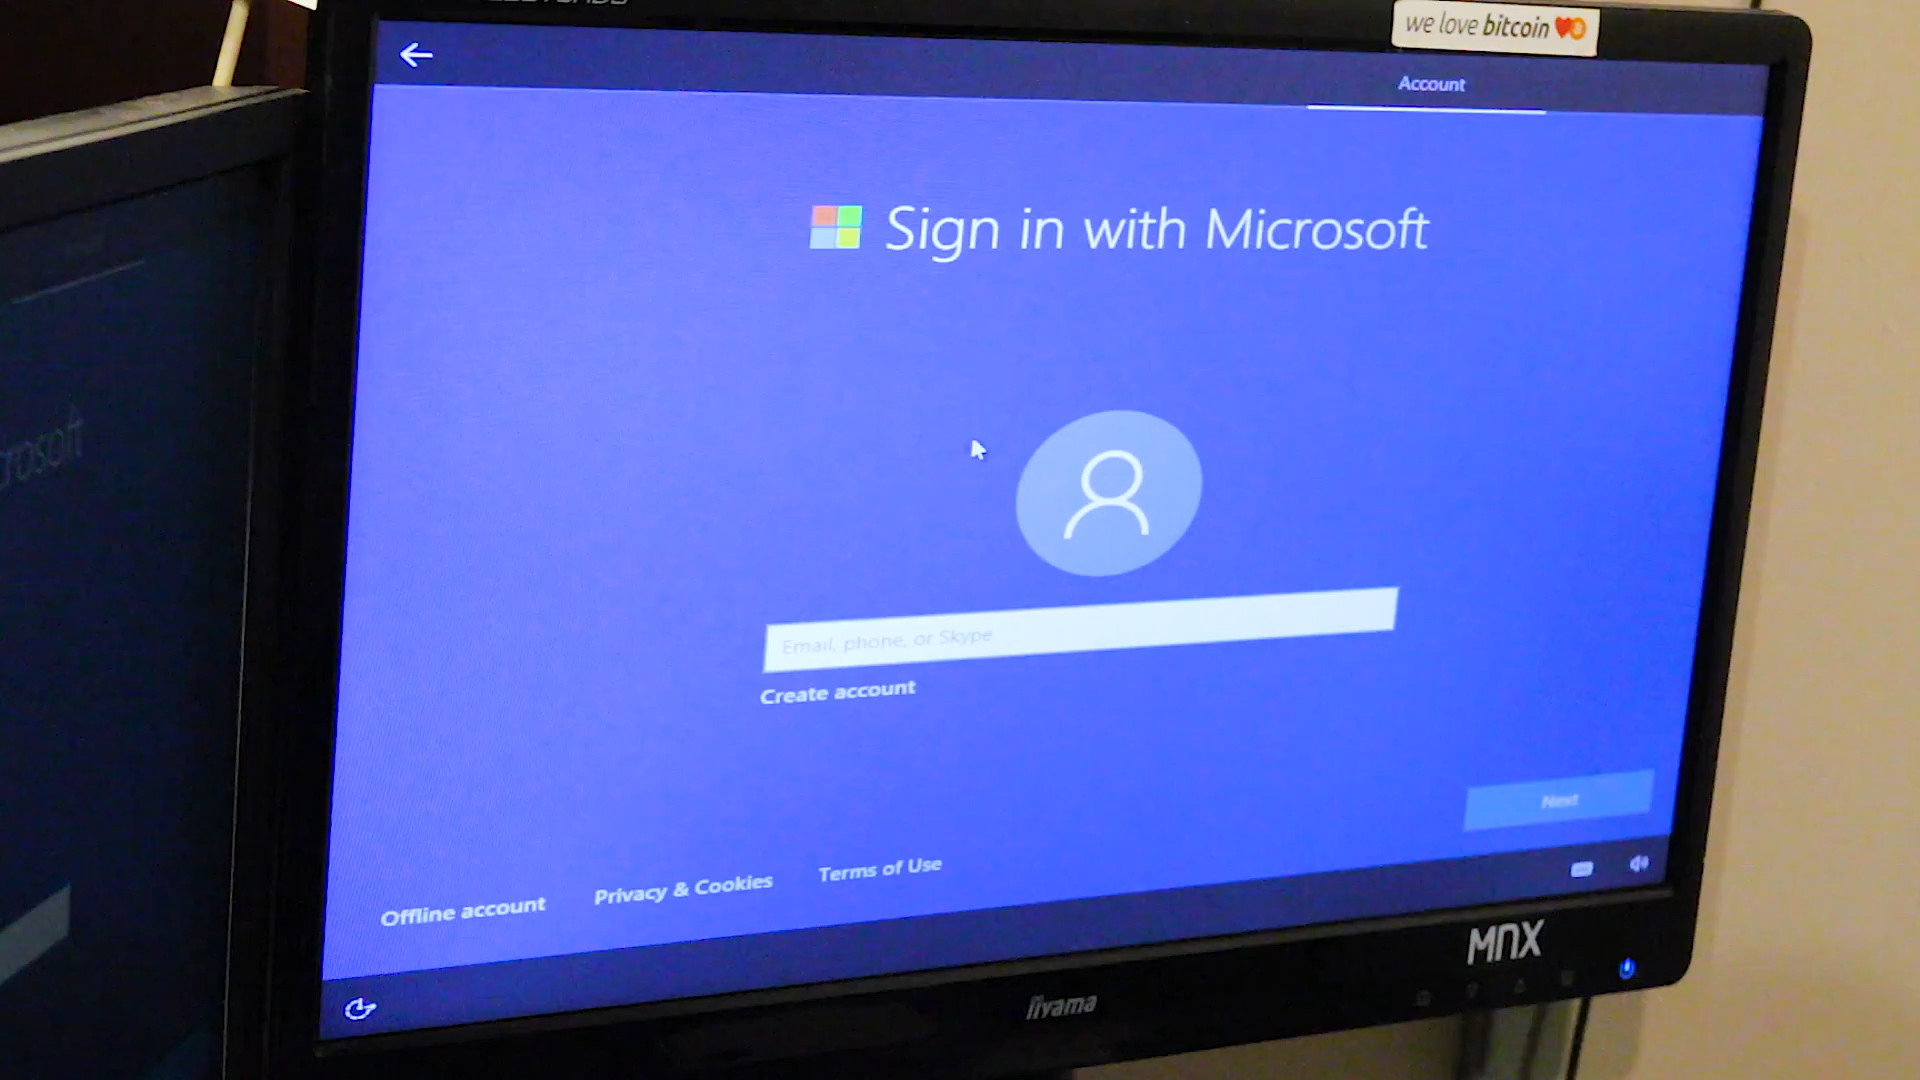 we love bitcoin
Account
Sign in with Microsoft
Email, phone, or Skype
Create account
Next
Offline account
Privacy & Cookies
Terms of Use
MNX
iiyama
crosoft